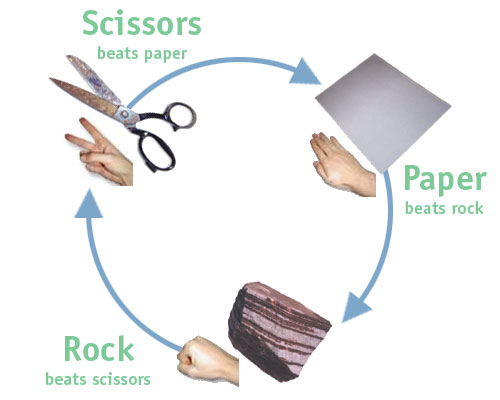 Scissors
beats paper
Paper
beats rock
Rock
beats scissors